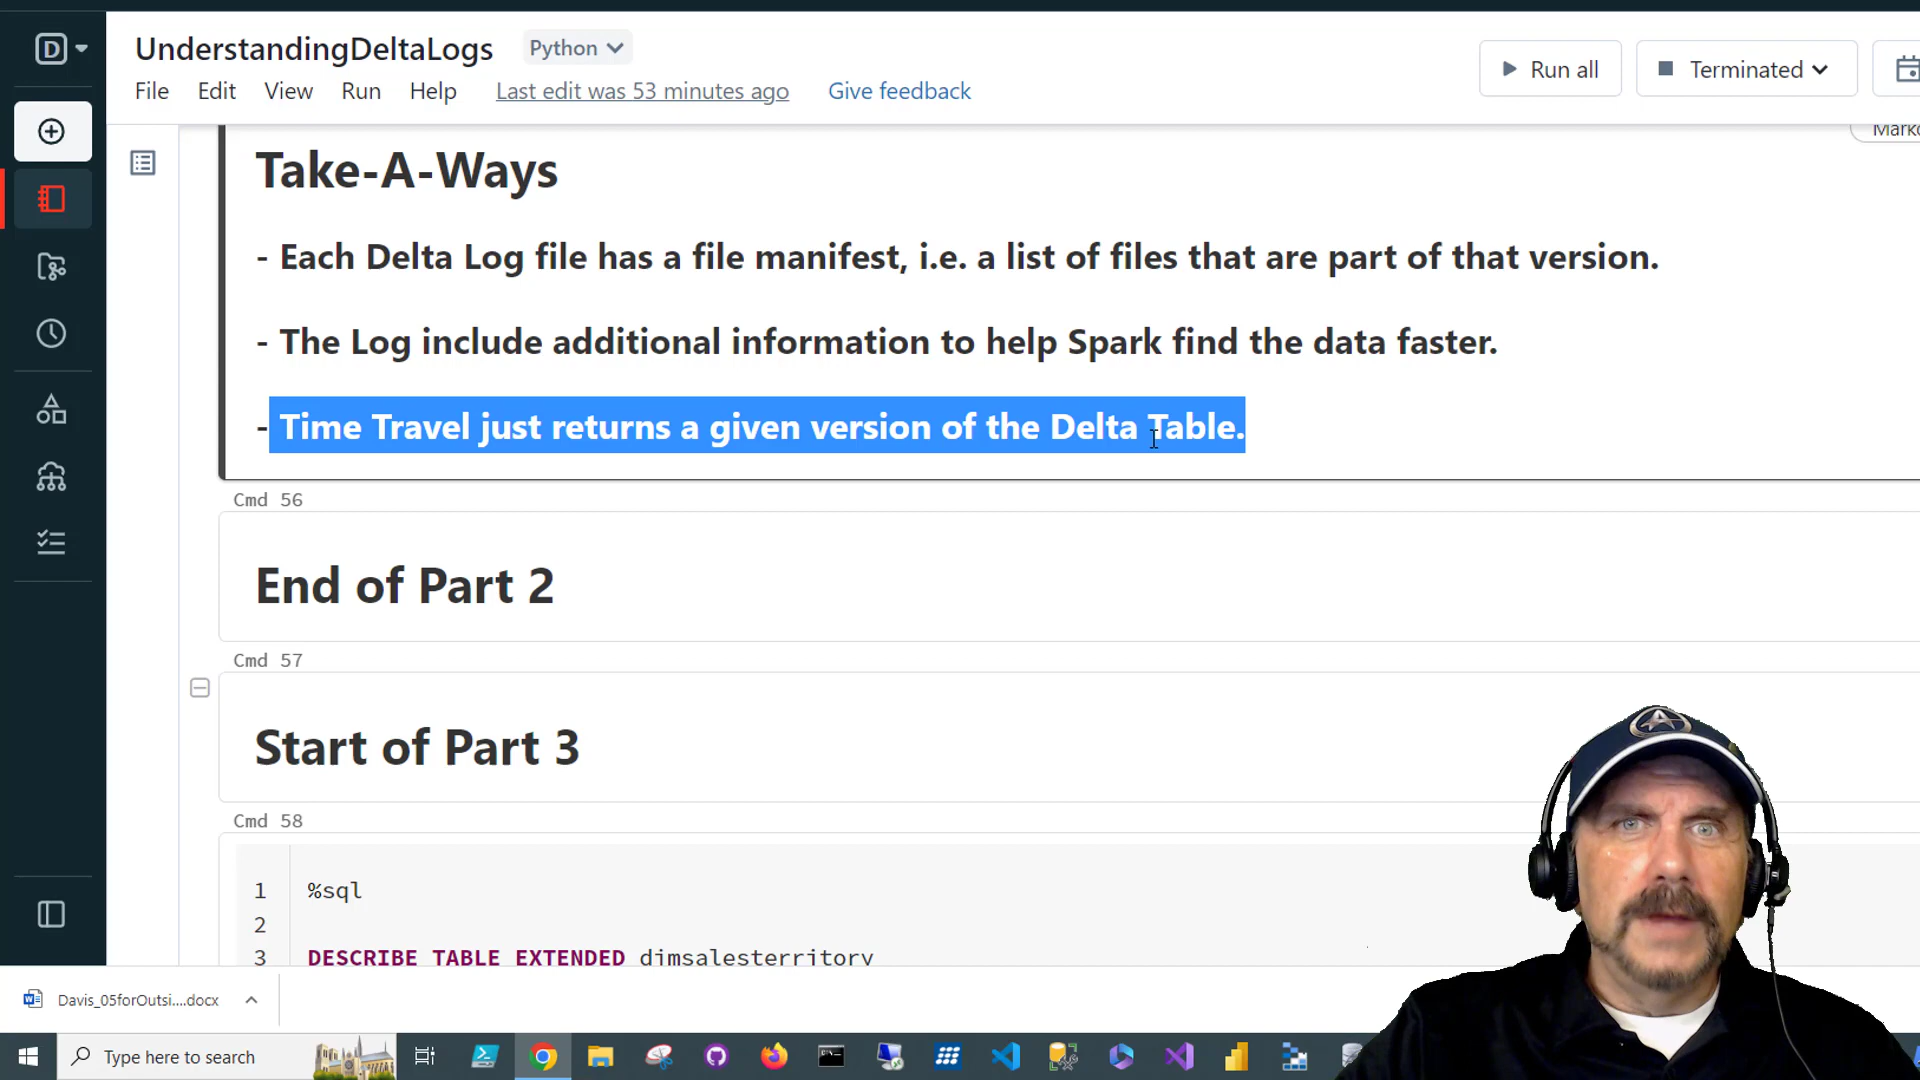 UnderstandingDeltaLogs
Python
File Edit View Run Help Last edit was 53 minutes ago Give feedback
Run all
Terminated
Take-A-Ways
- Each Delta Log file has a file manifest, i.e. a list of files that are part of that version.
- The Log include additional information to help Spark find the data faster.
- Time Travel just returns a given version of the Delta Table.
Cmd 56
End of Part 2
Cmd 57
Start of Part 3
Cmd 58
1 %sql
2
3 DESCRIBE TABLE EXTENDED dimsalesterritory
Davis_05forOutsi....docx
Type here to search